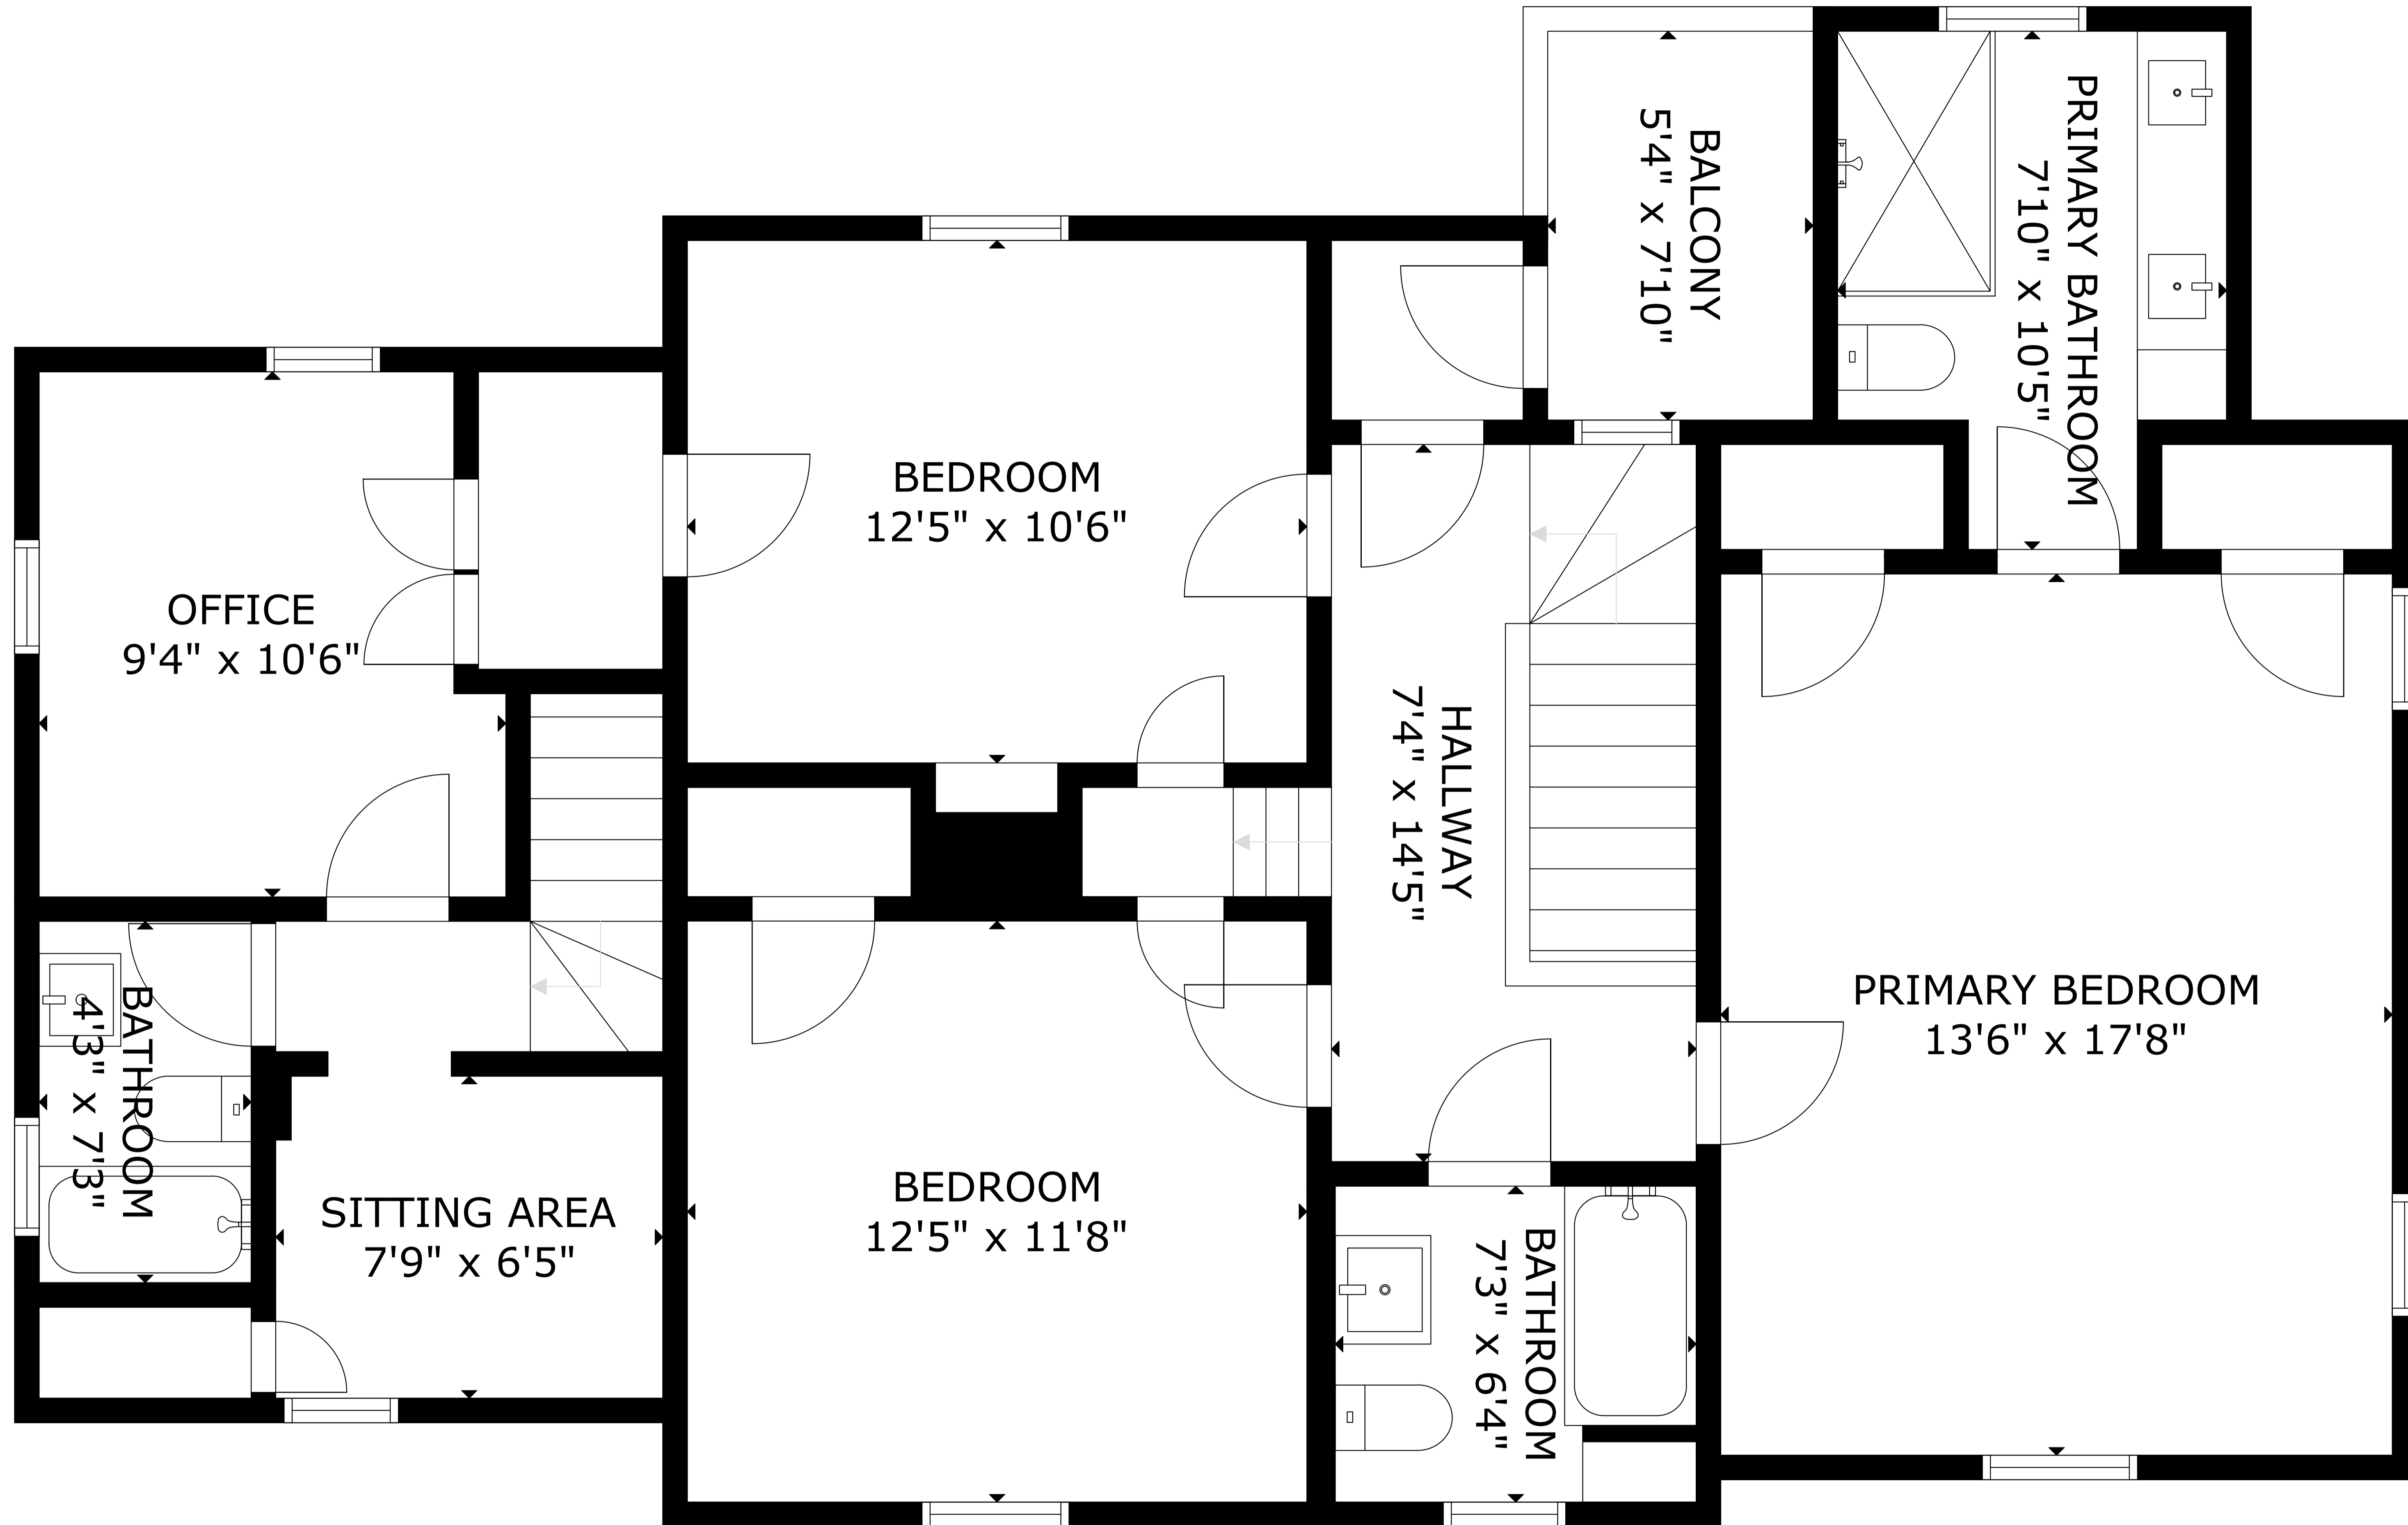 BALCONY
5'4" x 7'10"
PRIMARY BATHROOM
7'10" x 10'5"
BEDROOM
12'5" x 10'6"
OFFICE
9'4" x 10'6"
HALLWAY
7'4" x 14'5"
PRIMARY BEDROOM
13'6" x 17'8"
BATHROOM
4'3" x 7'3"
SITTING AREA
7'9" x 6'5"
BEDROOM
12'5" x 11'8"
BATHROOM
7'3" x 6'4"